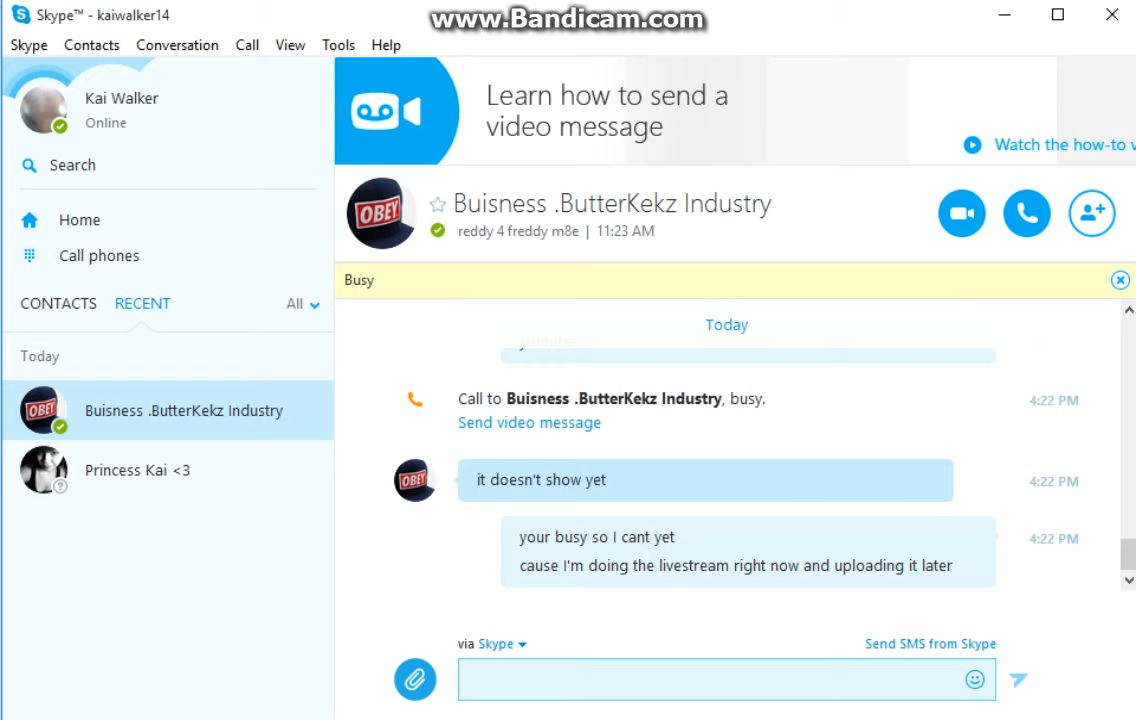 Skype™ - kaiwalker14
www.Bandicam.com
Skype Contacts Conversation Call View Tools Help
Kai Walker
Online
Search
Home
Call phones
CONTACTS RECENT All
Today
Buisness .ButterKekz Industry
Princess Kai <3
Learn how to send a
video message
Watch the how-to v
OBEY
Buisness .ButterKekz Industry
reddy 4 freddy m8e | 11:23 AM
Busy
Today
Call to Buisness .ButterKekz Industry, busy. 4:22 PM
Send video message
it doesn't show yet 4:22 PM
your busy so I cant yet 4:22 PM
cause I'm doing the livestream right now and uploading it later
via Skype Send SMS from Skype
OBEY
OBEY